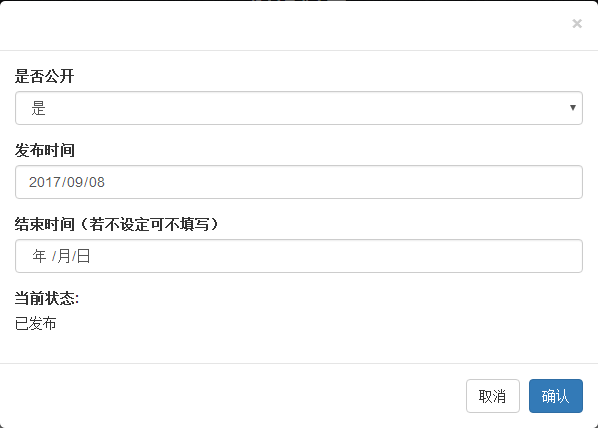 ×
是否公开
是
发布时间
2017/09/08
结束时间（若不设定可不填写）
年 /月/日
当前状态:
已发布
取消 确认